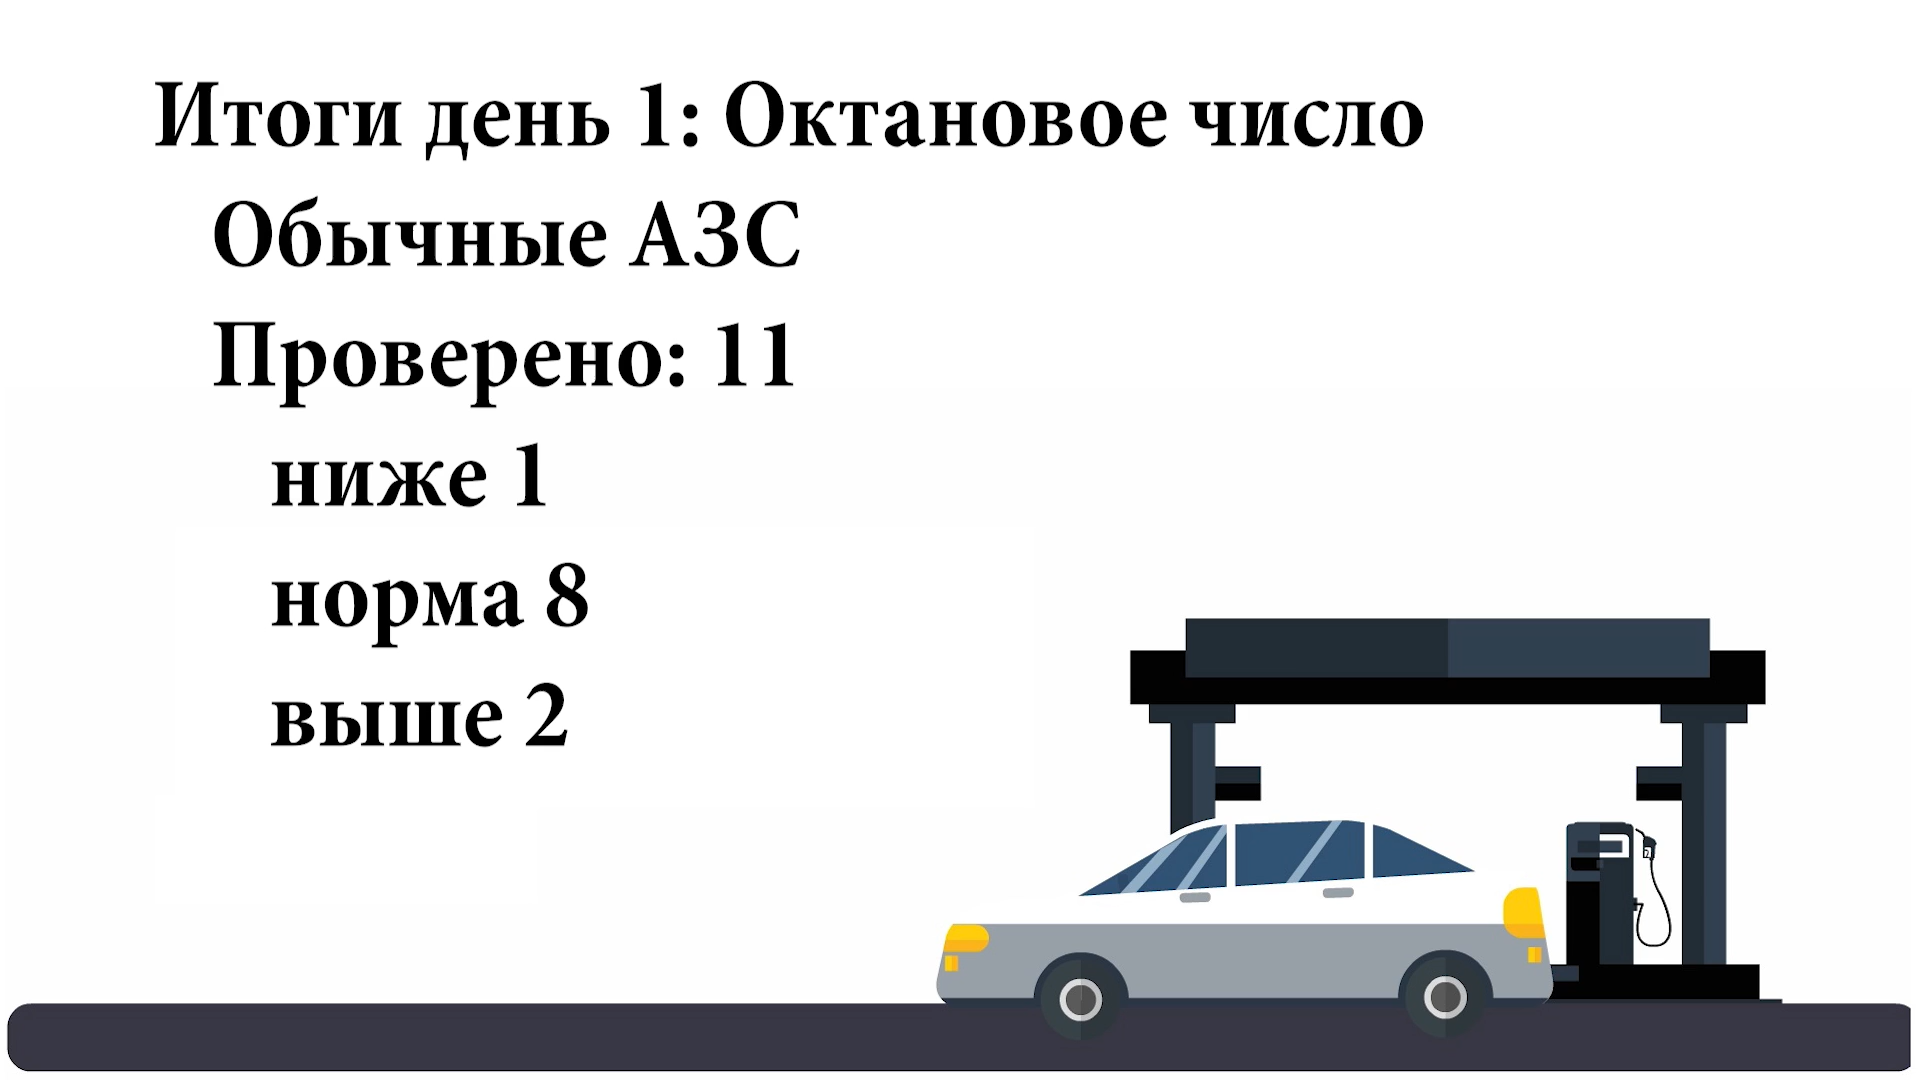 Итоги день 1: Октановое число
Обычные АЗС
Проверено: 11
ниже 1
норма 8
выше 2